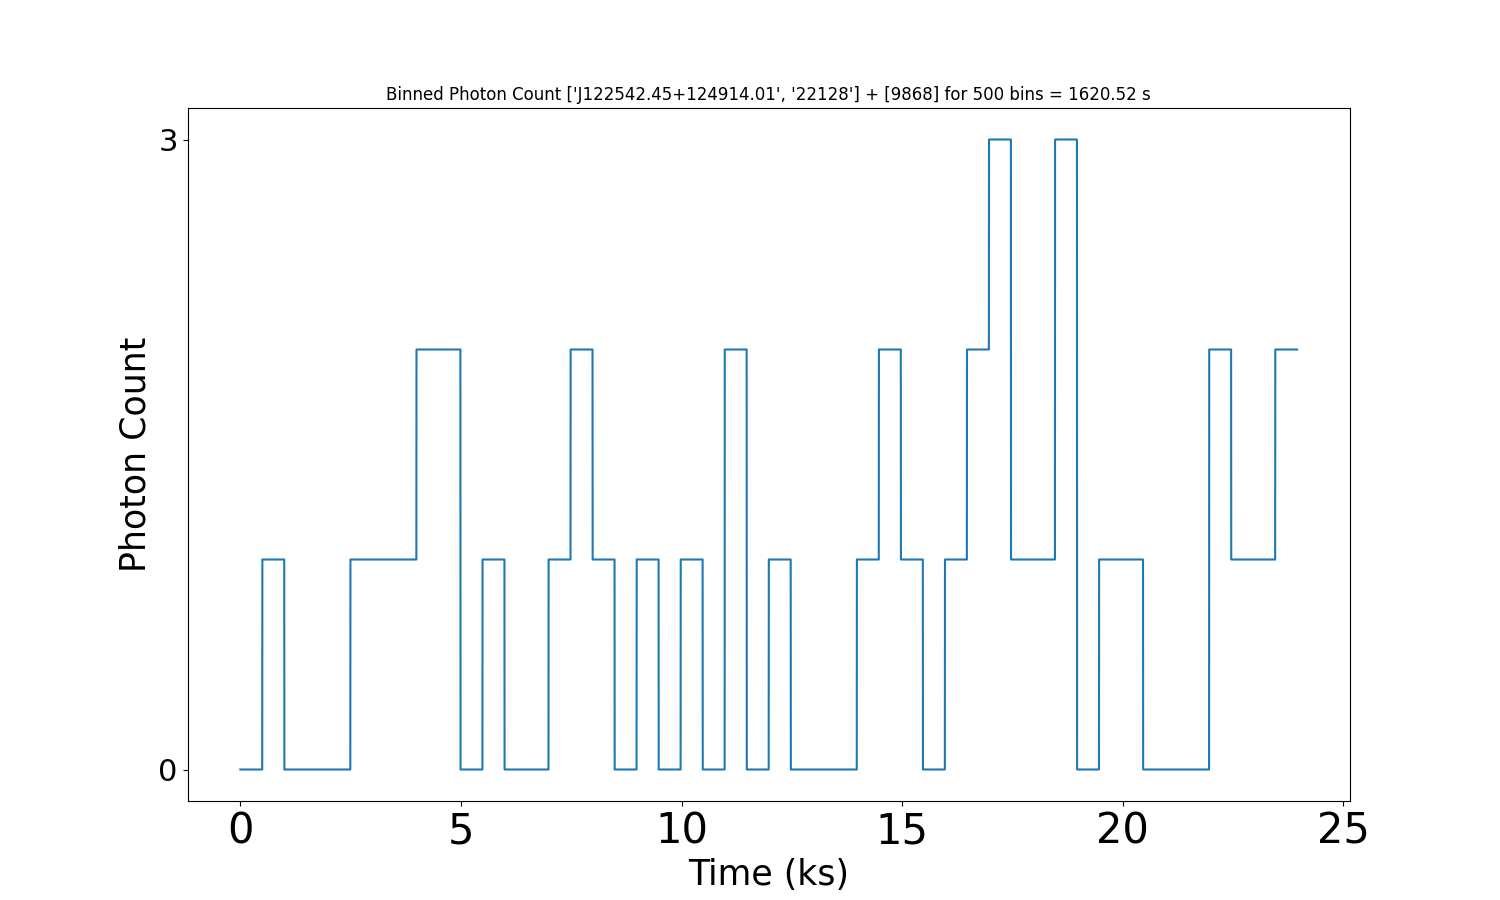 Binned Photon Count ['J122542.45+124914.01', '22128'] + [9868] for 500 bins = 1620.52 s
3
Photon Count
0
0 5 10 15 20 25
Time (ks)